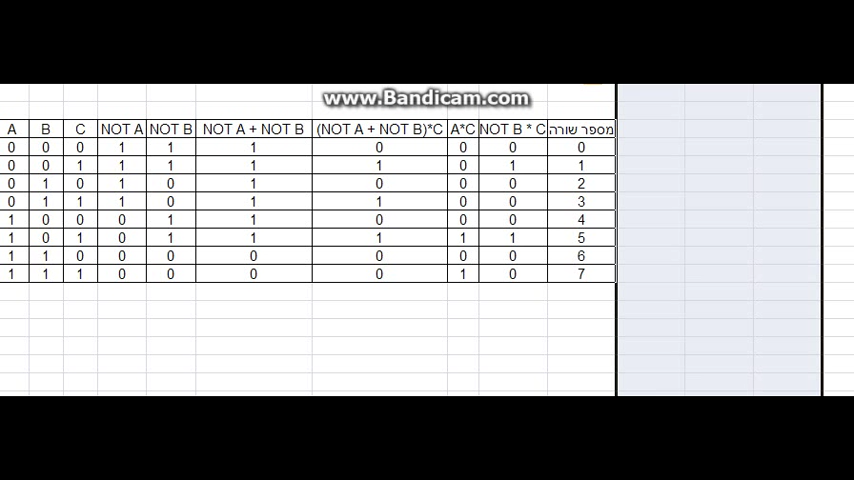 www.Bandicam.com
A B C NOT A NOT B NOT A + NOT B (NOT A + NOT B)*C A*C NOT B * C מספר שורה
0 0 0 1 1 1 0 0 0 0
0 0 1 1 1 1 1 0 1 1
0 1 0 1 0 1 0 0 0 2
0 1 1 1 0 1 1 0 0 3
1 0 0 0 1 1 0 0 0 4
1 0 1 0 1 1 1 1 1 5
1 1 0 0 0 0 0 0 0 6
1 1 1 0 0 0 0 1 0 7